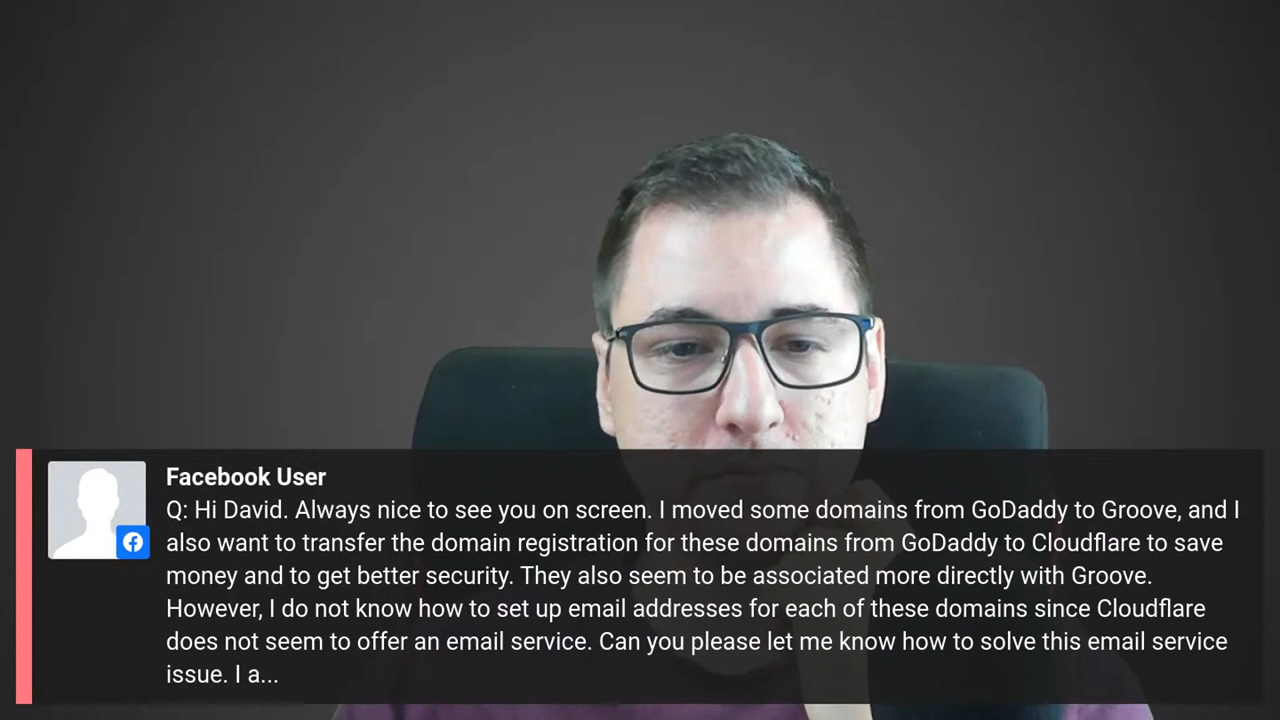 Facebook User
Q: Hi David. Always nice to see you on screen. I moved some domains from GoDaddy to Groove, and I
also want to transfer the domain registration for these domains from GoDaddy to Cloudflare to save
money and to get better security. They also seem to be associated more directly with Groove.
However, I do not know how to set up email addresses for each of these domains since Cloudflare
does not seem to offer an email service. Can you please let me know how to solve this email service
issue. I a...